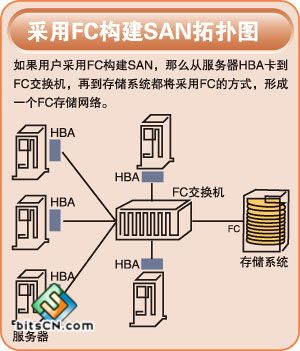 采用FC构建SAN拓扑图
如果用户采用FC构建SAN，那么从服务器HBA卡到
FC交换机，再到存储系统都将采用FC的方式，形成
一个FC存储网络。
HBA
HBA
FC交换机
HBA
FC
存储系统
HBA
HBA
bitsCN.com
服务器